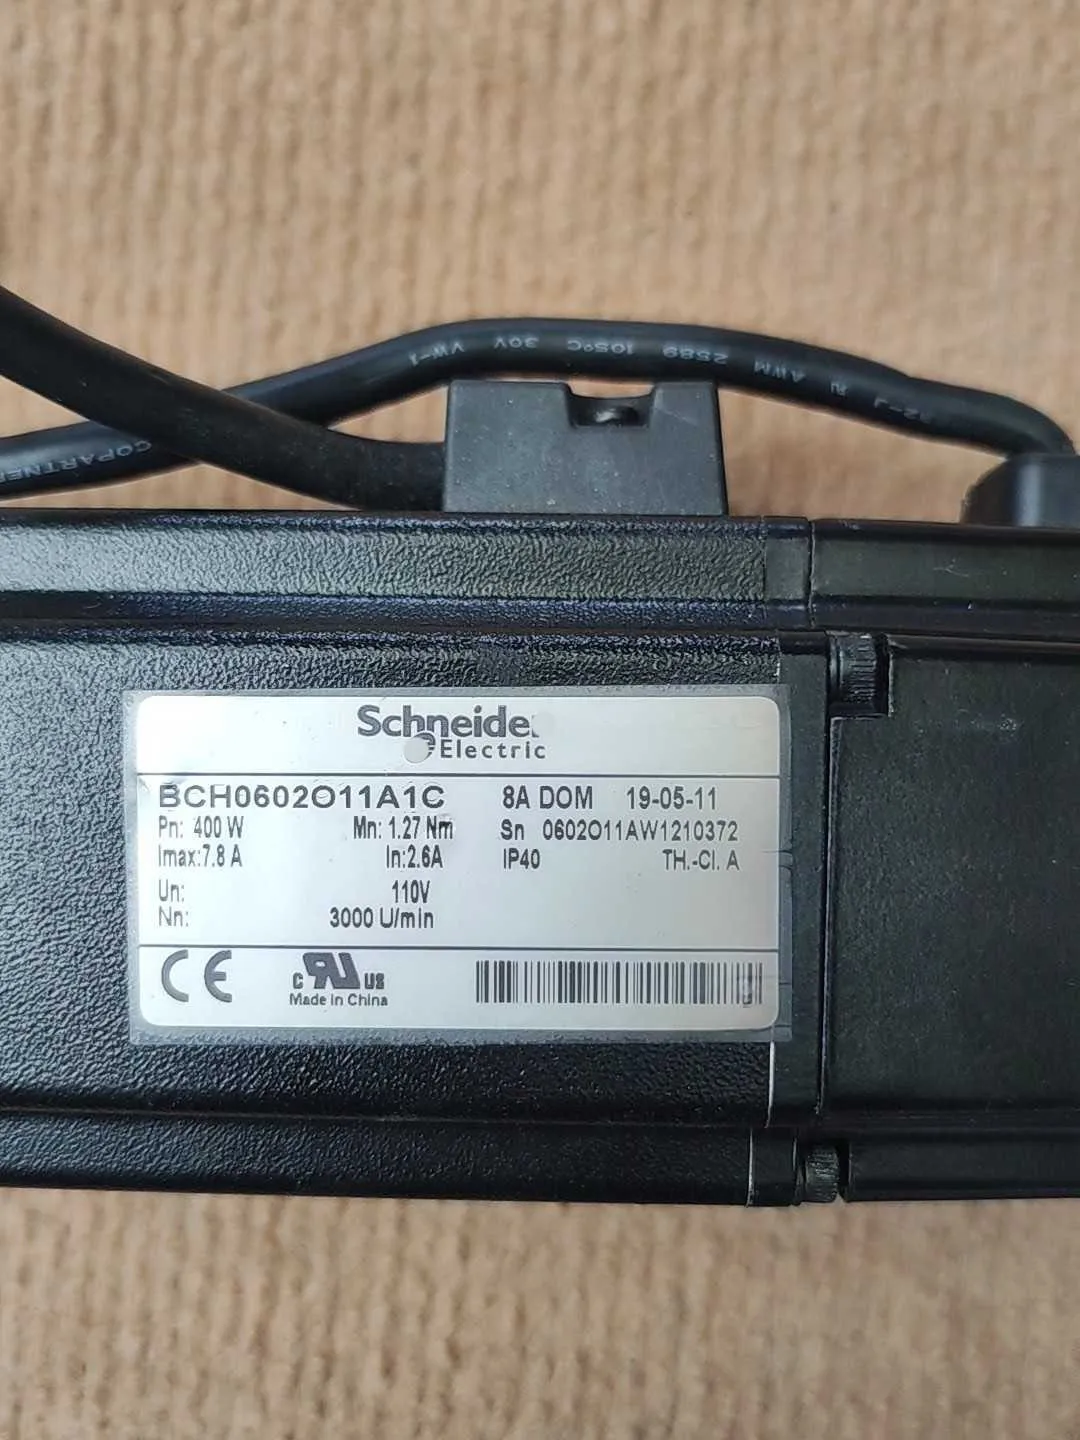 VW-1 30V 105°C 2589 AWM
COPARTNER
Schneider
Electric
BCH0602O11A1C 8A DOM 19-05-11
Pn: 400 W Mn: 1.27 Nm Sn 0602O11AW1210372
Imax:7.8 A In:2.6A IP40 TH.-Cl. A
Un: 110V
Nn: 3000 U/min
CE c RU us
Made in China